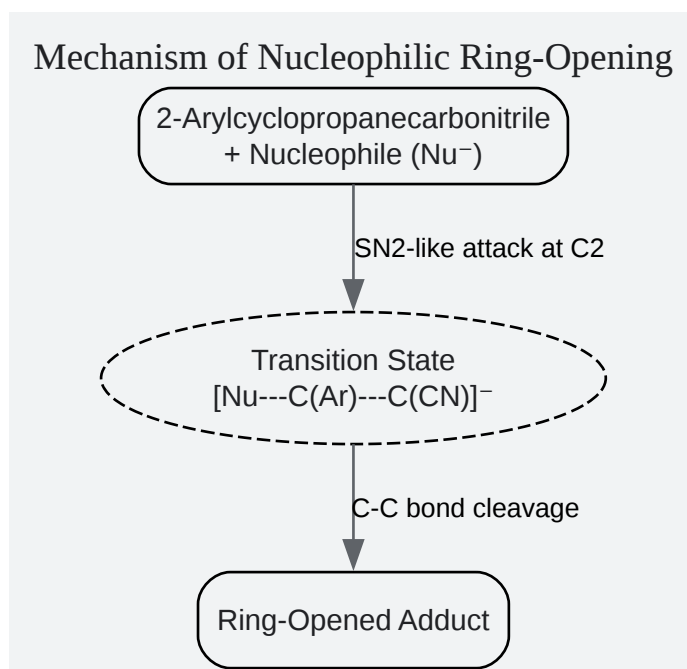 Mechanism of Nucleophilic Ring-Opening
2-Arylcyclopropanecarbonitrile
+ Nucleophile (Nu⁻)
SN2-like attack at C2
Transition State
[Nu---C(Ar)---C(CN)]⁻
C-C bond cleavage
Ring-Opened Adduct